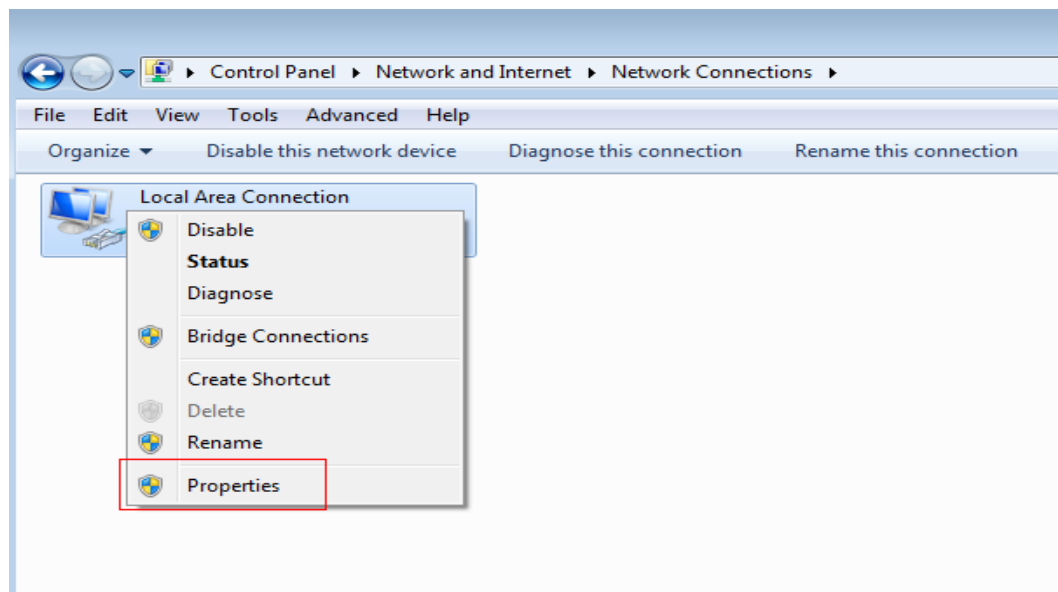 Control Panel Network and Internet Network Connections
File Edit View Tools Advanced Help
Organize Disable this network device Diagnose this connection Rename this connection
Local Area Connection
Disable
Status
Diagnose
Bridge Connections
Create Shortcut
Delete
Rename
Properties